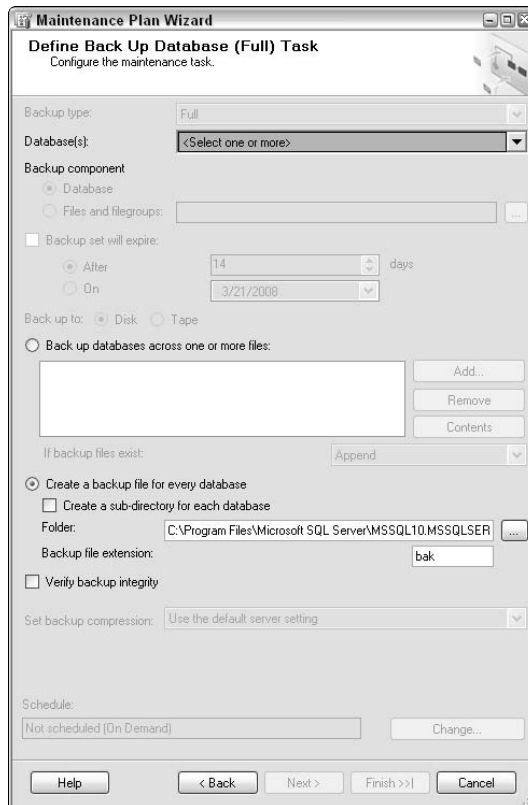 Maintenance Plan Wizard
Define Back Up Database (Full) Task
Configure the maintenance task.
Backup type: Full
Database(s): <Select one or more>
Backup component
Database
Files and filegroups: ...
Backup set will expire:
After 14 days
On 3/21/2008
Back up to: Disk Tape
Back up databases across one or more files:
Add...
Remove
Contents
If backup files exist: Append
Create a backup file for every database
Create a sub-directory for each database
Folder: C:\Program Files\Microsoft SQL Server\MSSQL10.MSSQLSER ...
Backup file extension: bak
Verify backup integrity
Set backup compression: Use the default server setting
Schedule:
Not scheduled (On Demand) Change...
Help < Back Next > Finish >>| Cancel